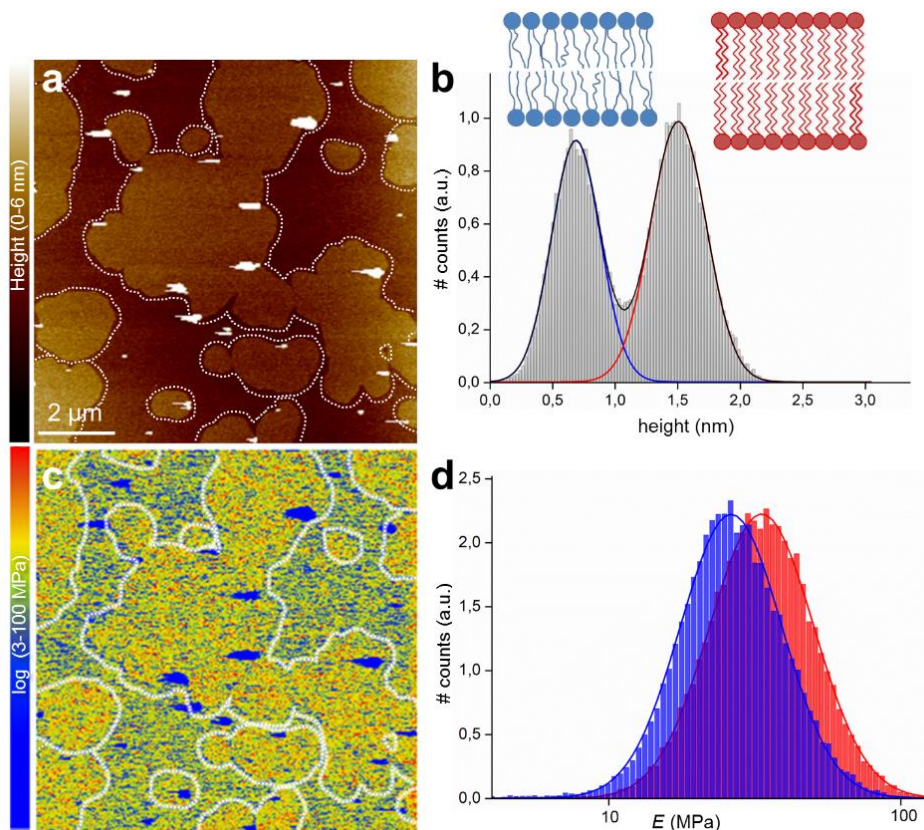 a
Height (0-6 nm)
2 µm
b
# counts (a.u.)
1,0
0,8
0,6
0,4
0,2
0,0
0,0 0,5 1,0 1,5 2,0 2,5 3,0
height (nm)
c
log (3-100 MPa)
d
# counts (a.u.)
2,5
2,0
1,5
1,0
0,5
0,0
10 100
E (MPa)